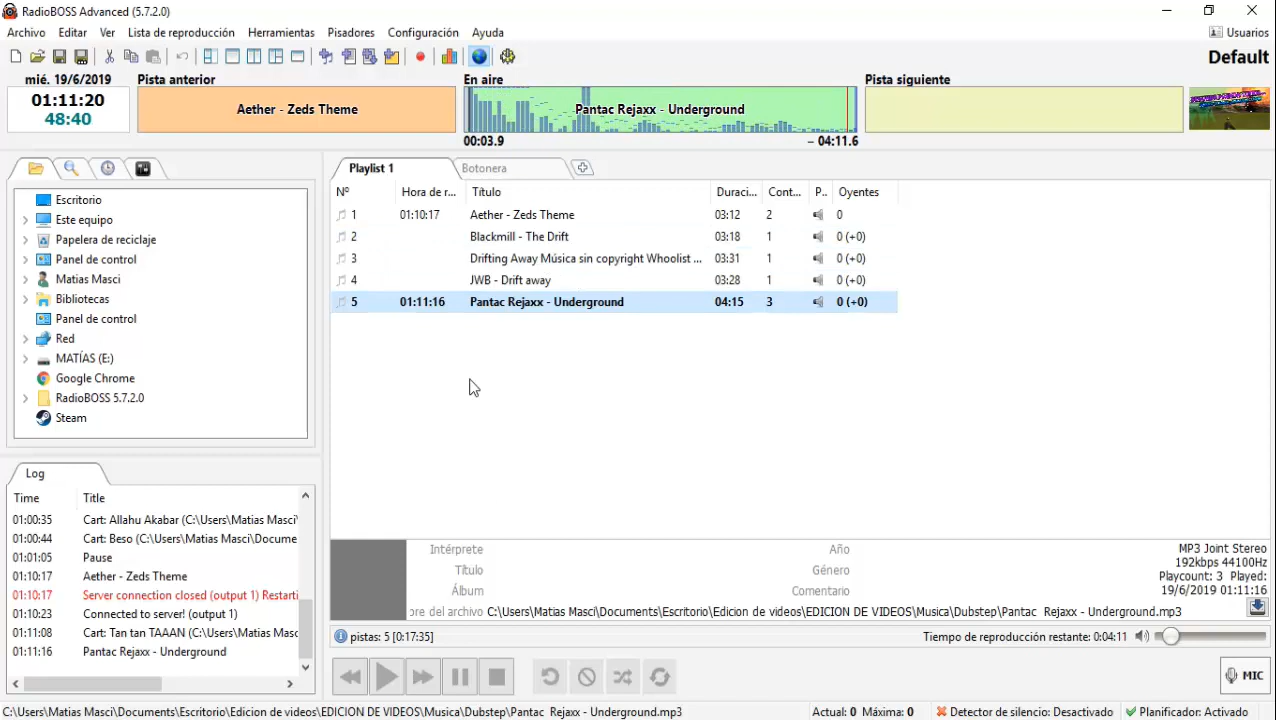 RadioBOSS Advanced (5.7.2.0)
Archivo Editar Ver Lista de reproducción Herramientas Pisadores Configuración Ayuda Usuarios
Default
mié. 19/6/2019 Pista anterior En aire Pista siguiente
01:11:20
48:40
Aether - Zeds Theme
Pantac Rejaxx - Underground
00:03.9 – 04:11.6
Playlist 1 Botonera
Escritorio
Este equipo
Papelera de reciclaje
Panel de control
Matias Masci
Bibliotecas
Panel de control
Red
MATÍAS (E:)
Google Chrome
RadioBOSS 5.7.2.0
Steam
Nº Hora de r... Título Duraci... Cont... P.. Oyentes
1 01:10:17 Aether - Zeds Theme 03:12 2 0
2 Blackmill - The Drift 03:18 1 0 (+0)
3 Drifting Away Música sin copyright Whoolist ... 03:31 1 0 (+0)
4 JWB - Drift away 03:28 1 0 (+0)
5 01:11:16 Pantac Rejaxx - Underground 04:15 3 0 (+0)
Log
Time Title
01:00:35 Cart: Allahu Akabar (C:\Users\Matias Masci\
01:00:44 Cart: Beso (C:\Users\Matias Masci\Docume
01:01:05 Pause
01:10:17 Aether - Zeds Theme
01:10:17 Server connection closed (output 1) Restarti
01:10:23 Connected to server! (output 1)
01:11:08 Cart: Tan tan TAAAN (C:\Users\Matias Masc
01:11:16 Pantac Rejaxx - Underground
Intérprete Año
Título Género
Álbum Comentario
bre del archivo C:\Users\Matias Masci\Documents\Escritorio\Edicion de videos\EDICION DE VIDEOS\Musica\Dubstep\Pantac Rejaxx - Underground.mp3
MP3 Joint Stereo
192kbps 44100Hz
Playcount: 3 Played:
19/6/2019 01:11:16
pistas: 5 [0:17:35] Tiempo de reproducción restante: 0:04:11
MIC
C:\Users\Matias Masci\Documents\Escritorio\Edicion de videos\EDICION DE VIDEOS\Musica\Dubstep\Pantac Rejaxx - Underground.mp3 Actual: 0 Máxima: 0 Detector de silencio: Desactivado Planificador: Activado